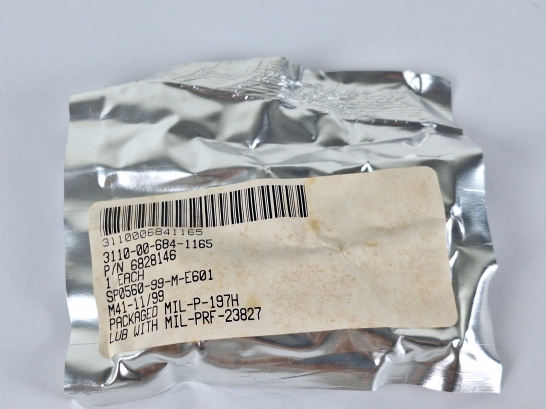 3110006841165
3110-00-684-1165
P/N 6828146
1 EACH
SP0560-99-M-E601
M41-11/99
PACKAGED MIL-P-197H
LUB WITH MIL-PRF-23827